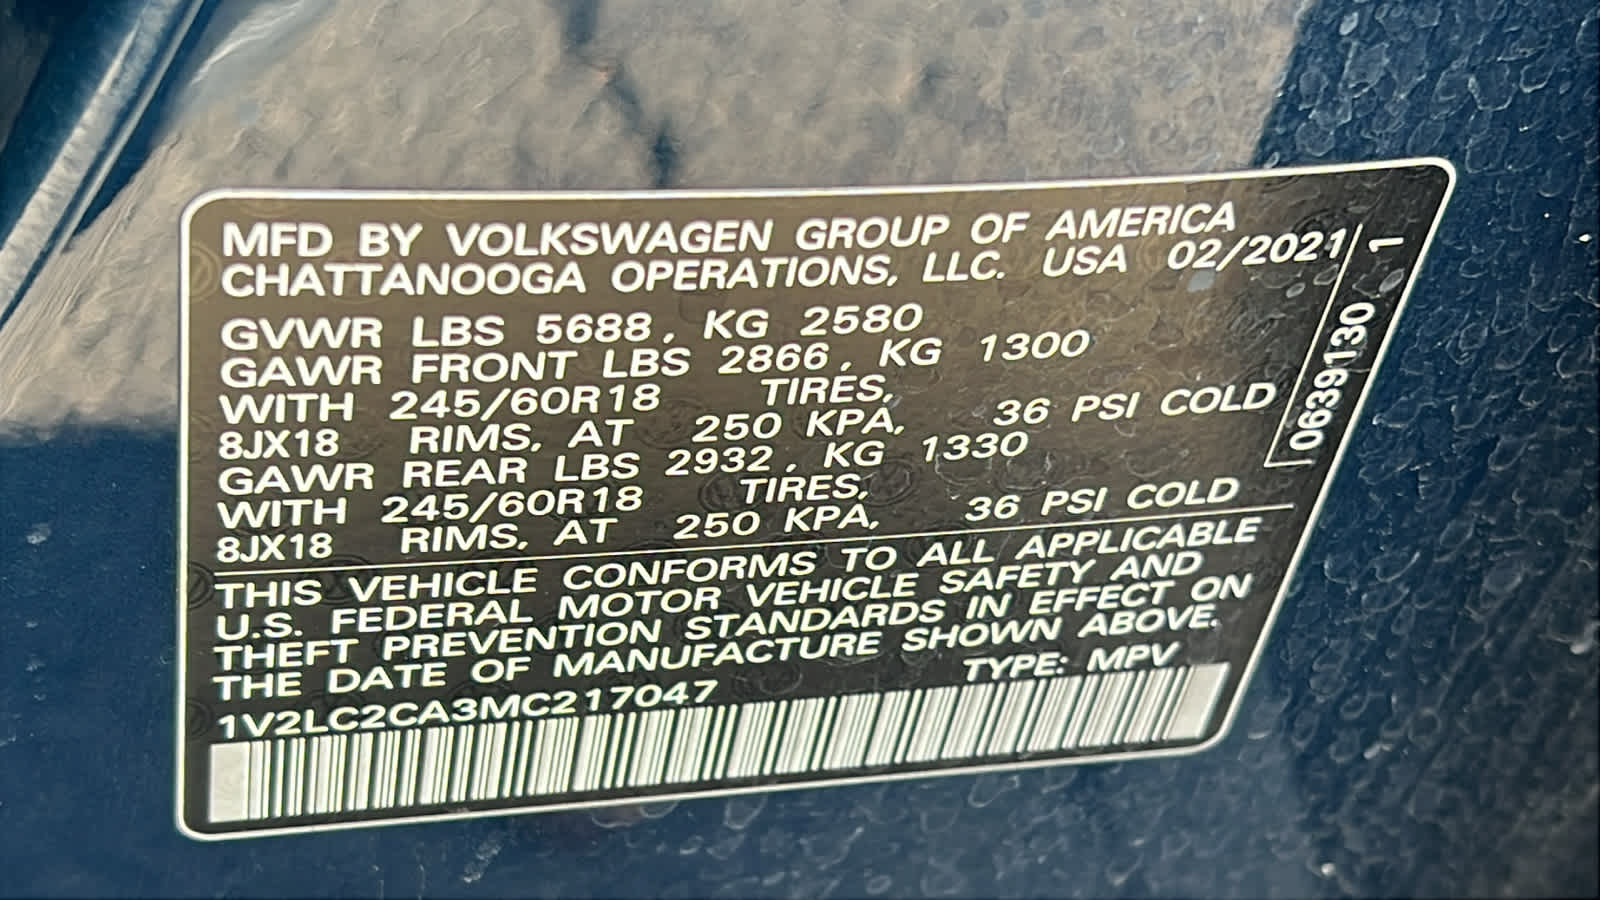 MFD BY VOLKSWAGEN GROUP OF AMERICA
CHATTANOOGA OPERATIONS, LLC. USA 02/2021
GVWR LBS 5688, KG 2580
GAWR FRONT LBS 2866, KG 1300
WITH 245/60R18 TIRES,
8JX18 RIMS, AT 250 KPA, 36 PSI COLD
GAWR REAR LBS 2932, KG 1330
WITH 245/60R18 TIRES,
8JX18 RIMS, AT 250 KPA, 36 PSI COLD
THIS VEHICLE CONFORMS TO ALL APPLICABLE
U.S. FEDERAL MOTOR VEHICLE SAFETY AND
THEFT PREVENTION STANDARDS IN EFFECT ON
THE DATE OF MANUFACTURE SHOWN ABOVE.
1V2LC2CA3MC217047 TYPE: MPV
0639130 1